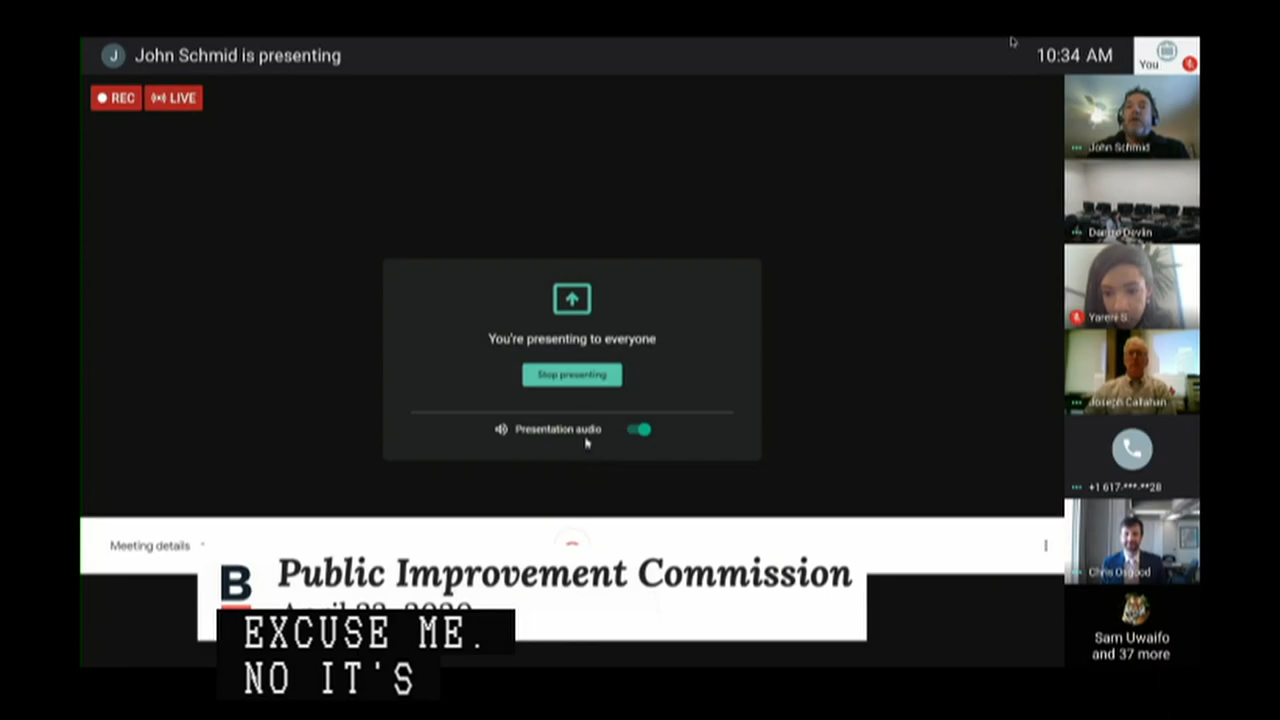 J John Schmid is presenting
10:34 AM
You
REC
LIVE
John Schmid
Yareni S.
Joseph Callahan
+1 617-***-**28
Chris Osgood
Sam Uwaifo
and 37 more
You're presenting to everyone
Stop presenting
Presentation audio
Meeting details
B
Public Improvement Commission
2020
EXCUSE ME.
NO IT'S